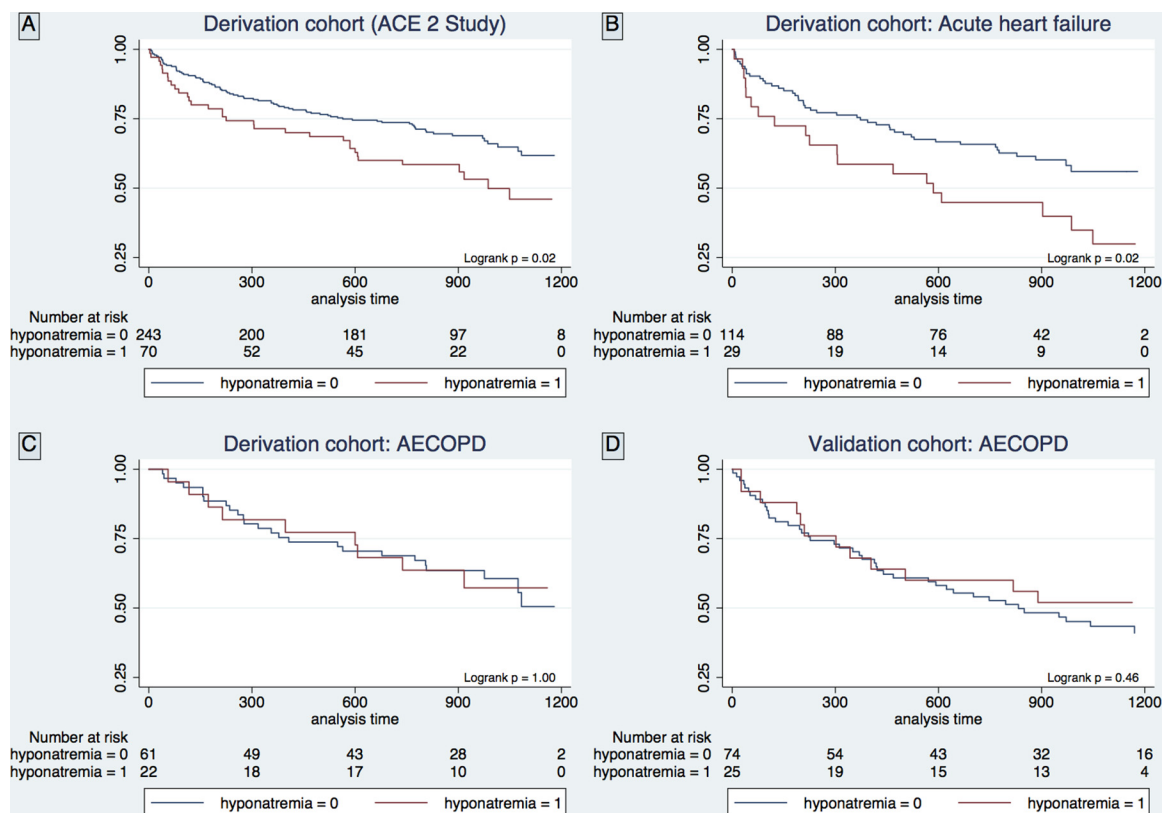 A Derivation cohort (ACE 2 Study)
1.00
0.75
0.50
0.25
Logrank p = 0.02
0 300 600 900 1200
analysis time
Number at risk
hyponatremia = 0 243 200 181 97 8
hyponatremia = 1 70 52 45 22 0
hyponatremia = 0 hyponatremia = 1
B Derivation cohort: Acute heart failure
1.00
0.75
0.50
0.25
Logrank p = 0.02
0 300 600 900 1200
analysis time
Number at risk
hyponatremia = 0 114 88 76 42 2
hyponatremia = 1 29 19 14 9 0
hyponatremia = 0 hyponatremia = 1
C Derivation cohort: AECOPD
1.00
0.75
0.50
0.25
Logrank p = 1.00
0 300 600 900 1200
analysis time
Number at risk
hyponatremia = 0 61 49 43 28 2
hyponatremia = 1 22 18 17 10 0
hyponatremia = 0 hyponatremia = 1
D Validation cohort: AECOPD
1.00
0.75
0.50
0.25
Logrank p = 0.46
0 300 600 900 1200
analysis time
Number at risk
hyponatremia = 0 74 54 43 32 16
hyponatremia = 1 25 19 15 13 4
hyponatremia = 0 hyponatremia = 1